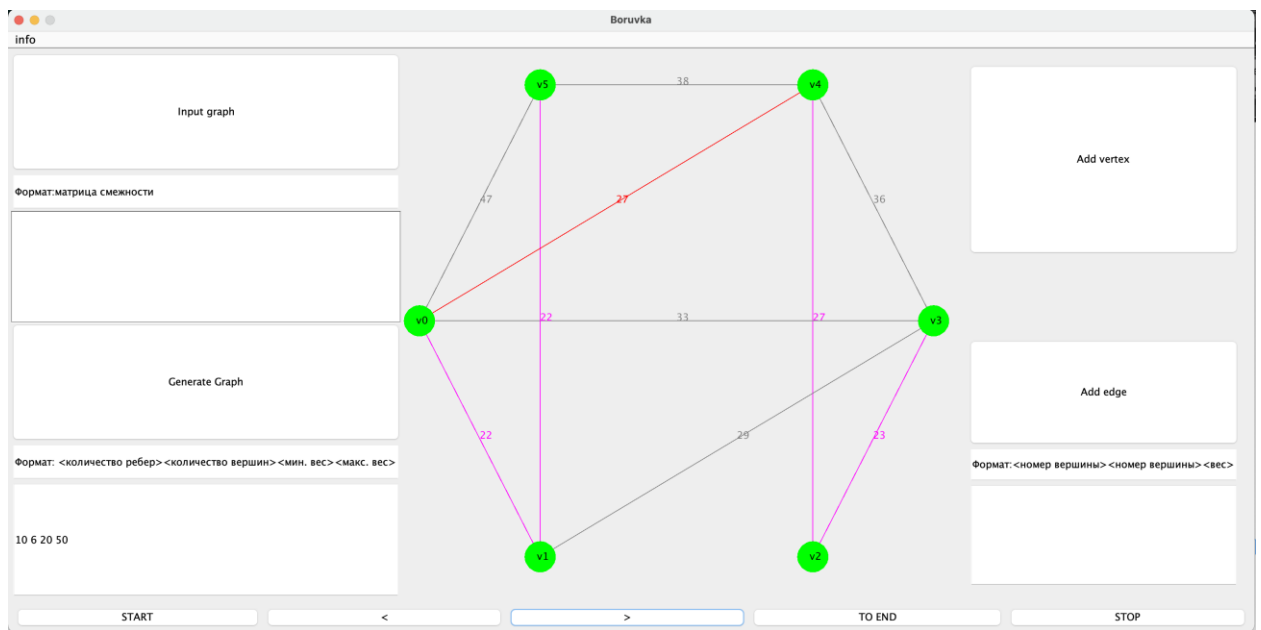 Boruvka
info
Input graph
Формат:матрица смежности
Generate Graph
Формат: <количество ребер><количество вершин><мин. вес><макс. вес>
10 6 20 50
v5
38
v4
47
27
36
v0
22
33
27
v3
22
29
23
v1
v2
Add vertex
Add edge
Формат:<номер вершины><номер вершины><вес>
START
<
>
TO END
STOP